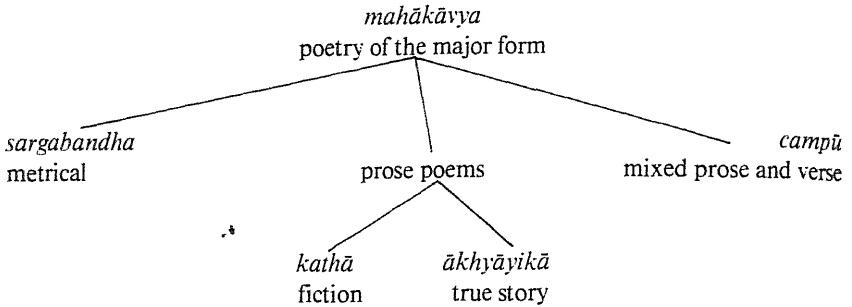 mahākāvya
poetry of the major form
sargabandha
metrical
prose poems
campū
mixed prose and verse
kathā
fiction
ākhyāyikā
true story